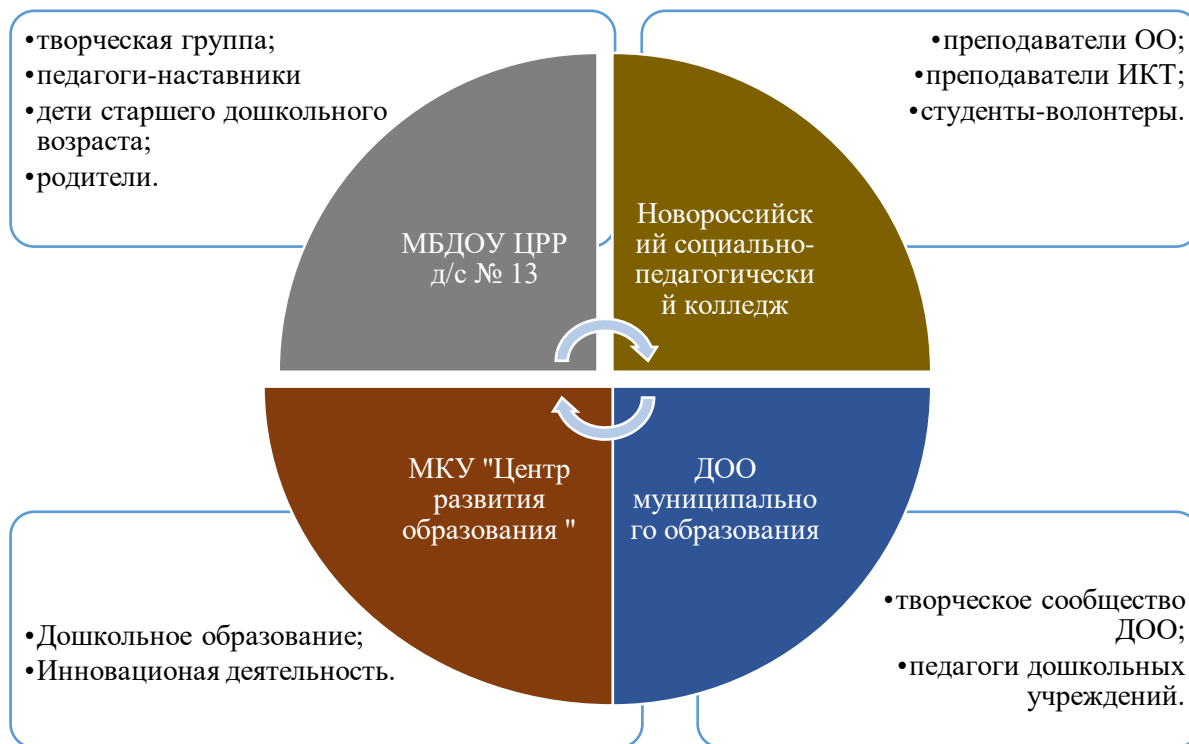 •творческая группа;
•педагоги-наставники
•дети старшего дошкольного
возраста;
•родители.
•преподаватели ОО;
•преподаватели ИКТ;
•студенты-волонтеры.
МБДОУ ЦРР
д/с № 13
Новороссийск
ий социально-
педагогически
й колледж
МКУ "Центр
развития
образования "
ДОО
муниципально
го образования
•Дошкольное образование;
•Инновационая деятельность.
•творческое сообщество
ДОО;
•педагоги дошкольных
учреждений.